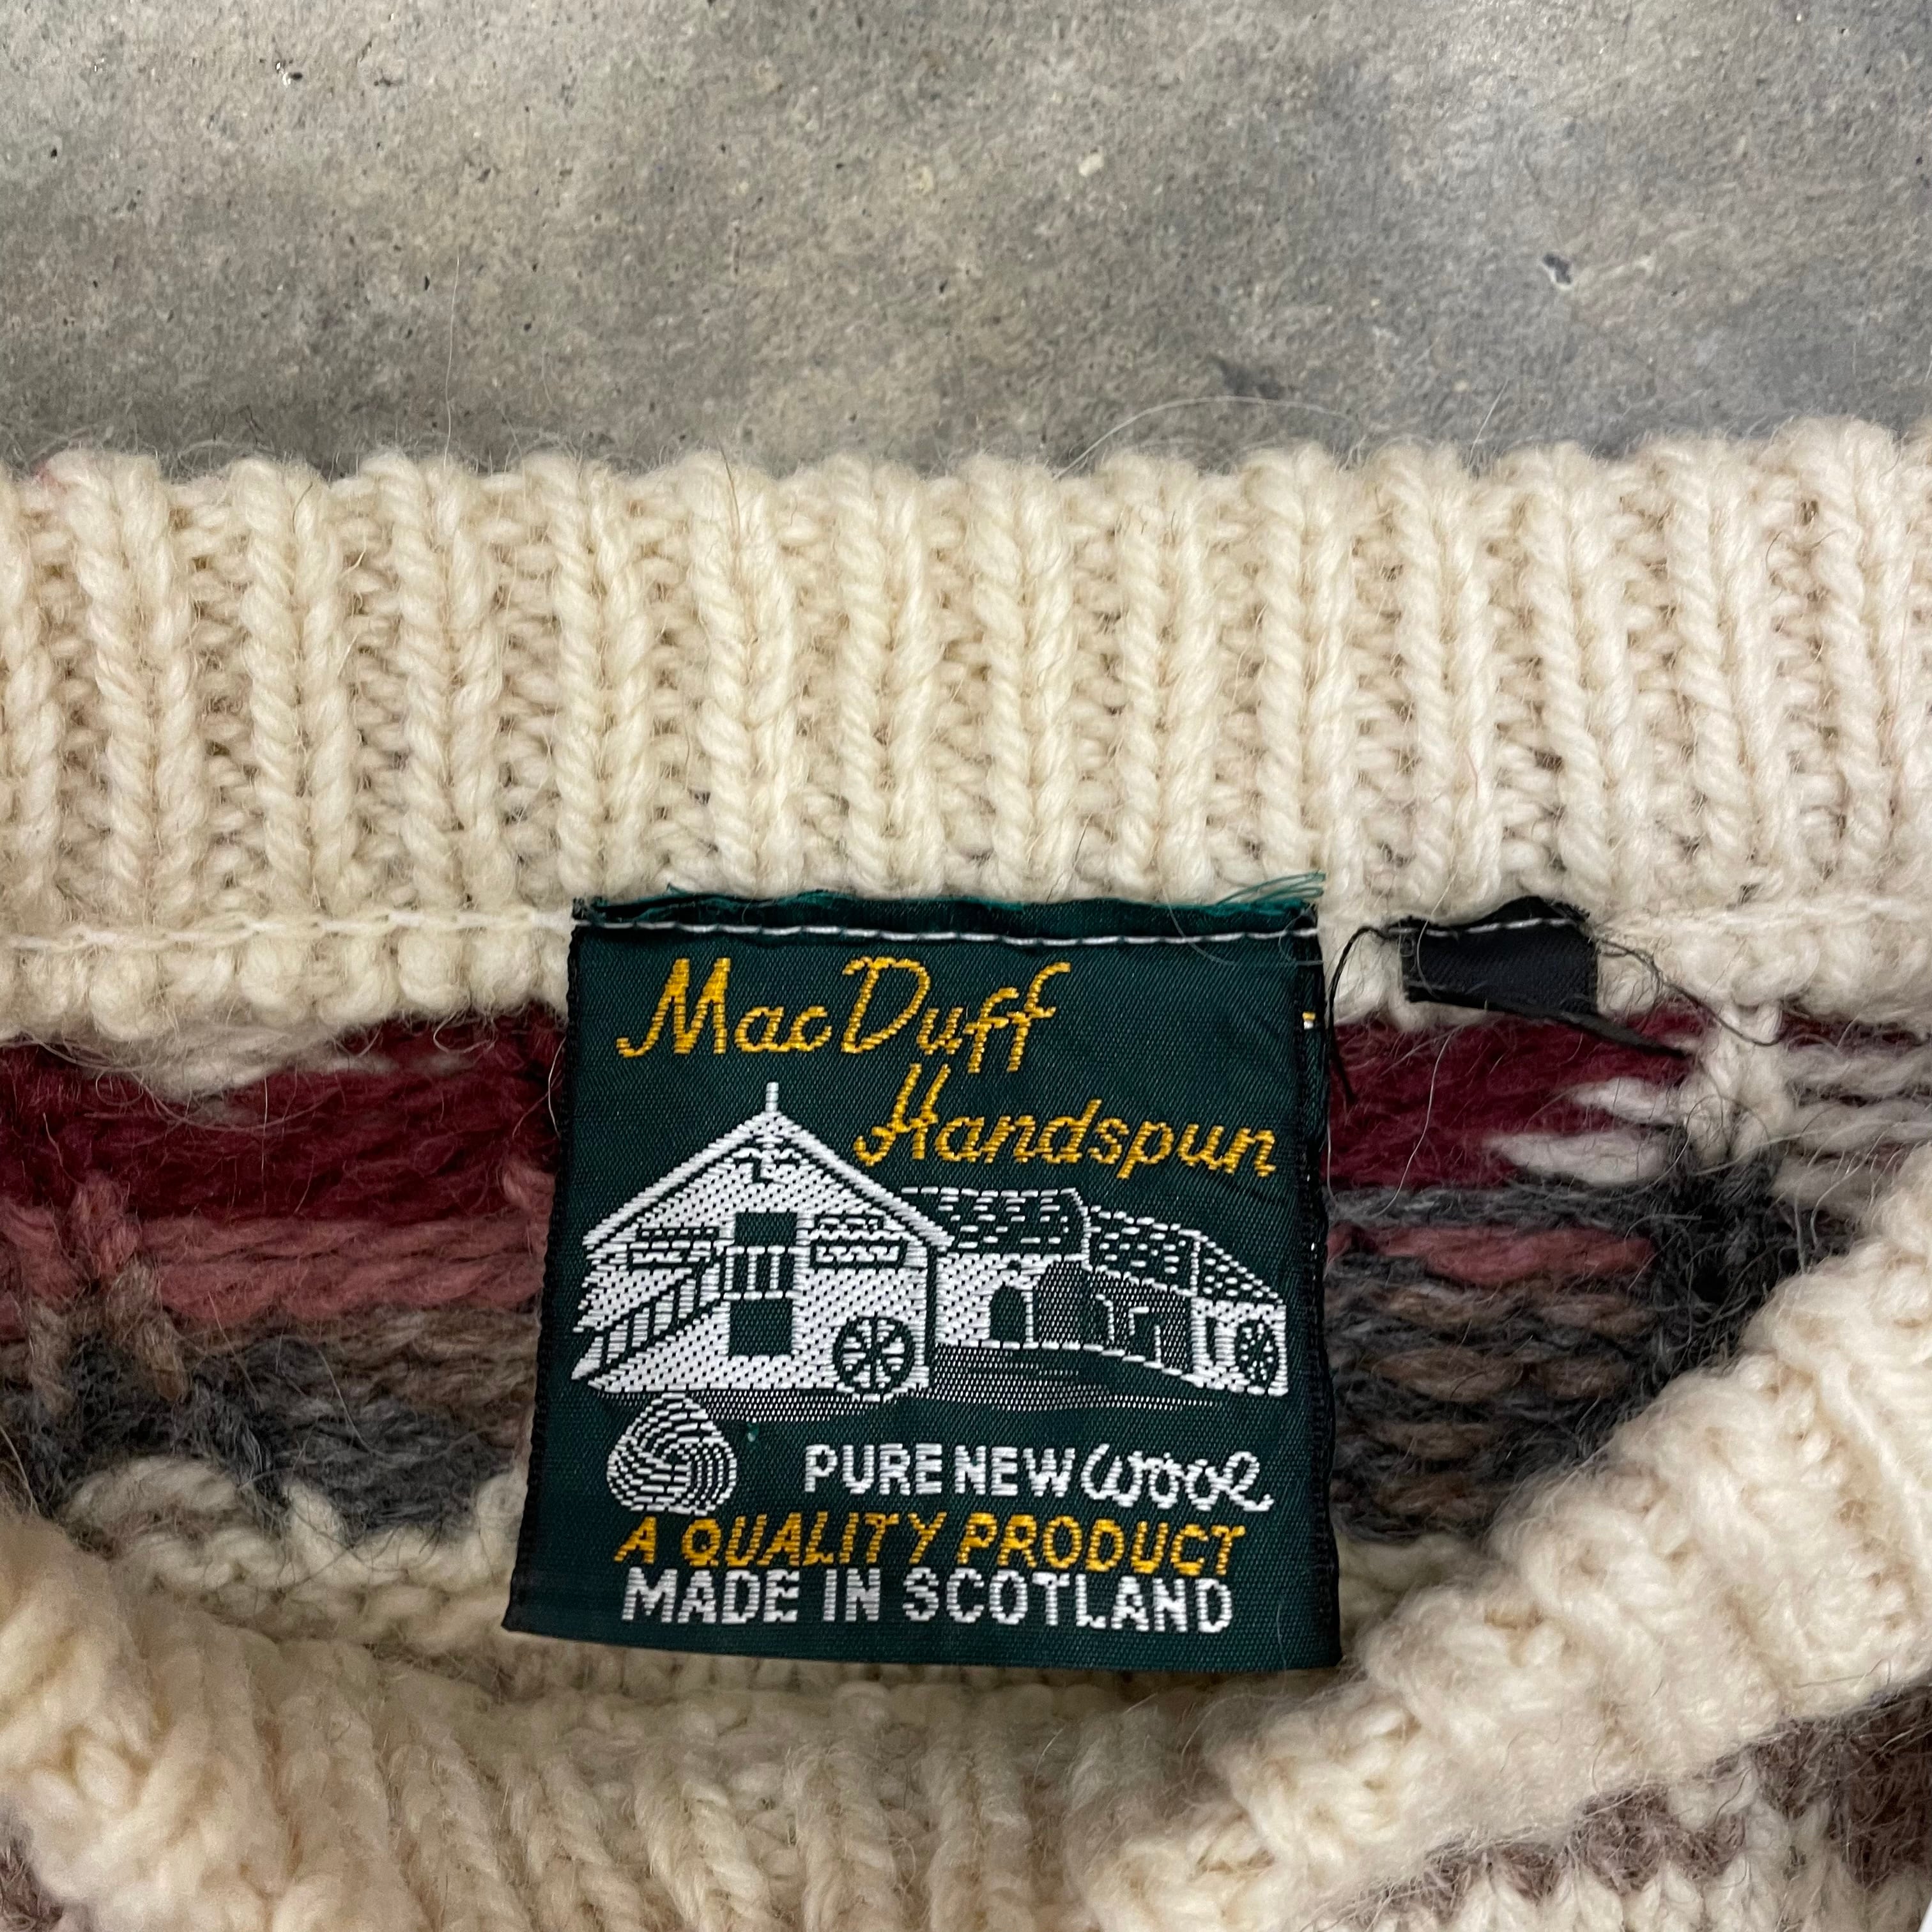 MacDuff
Handspun
PURE NEW wool
A QUALITY PRODUCT
MADE IN SCOTLAND